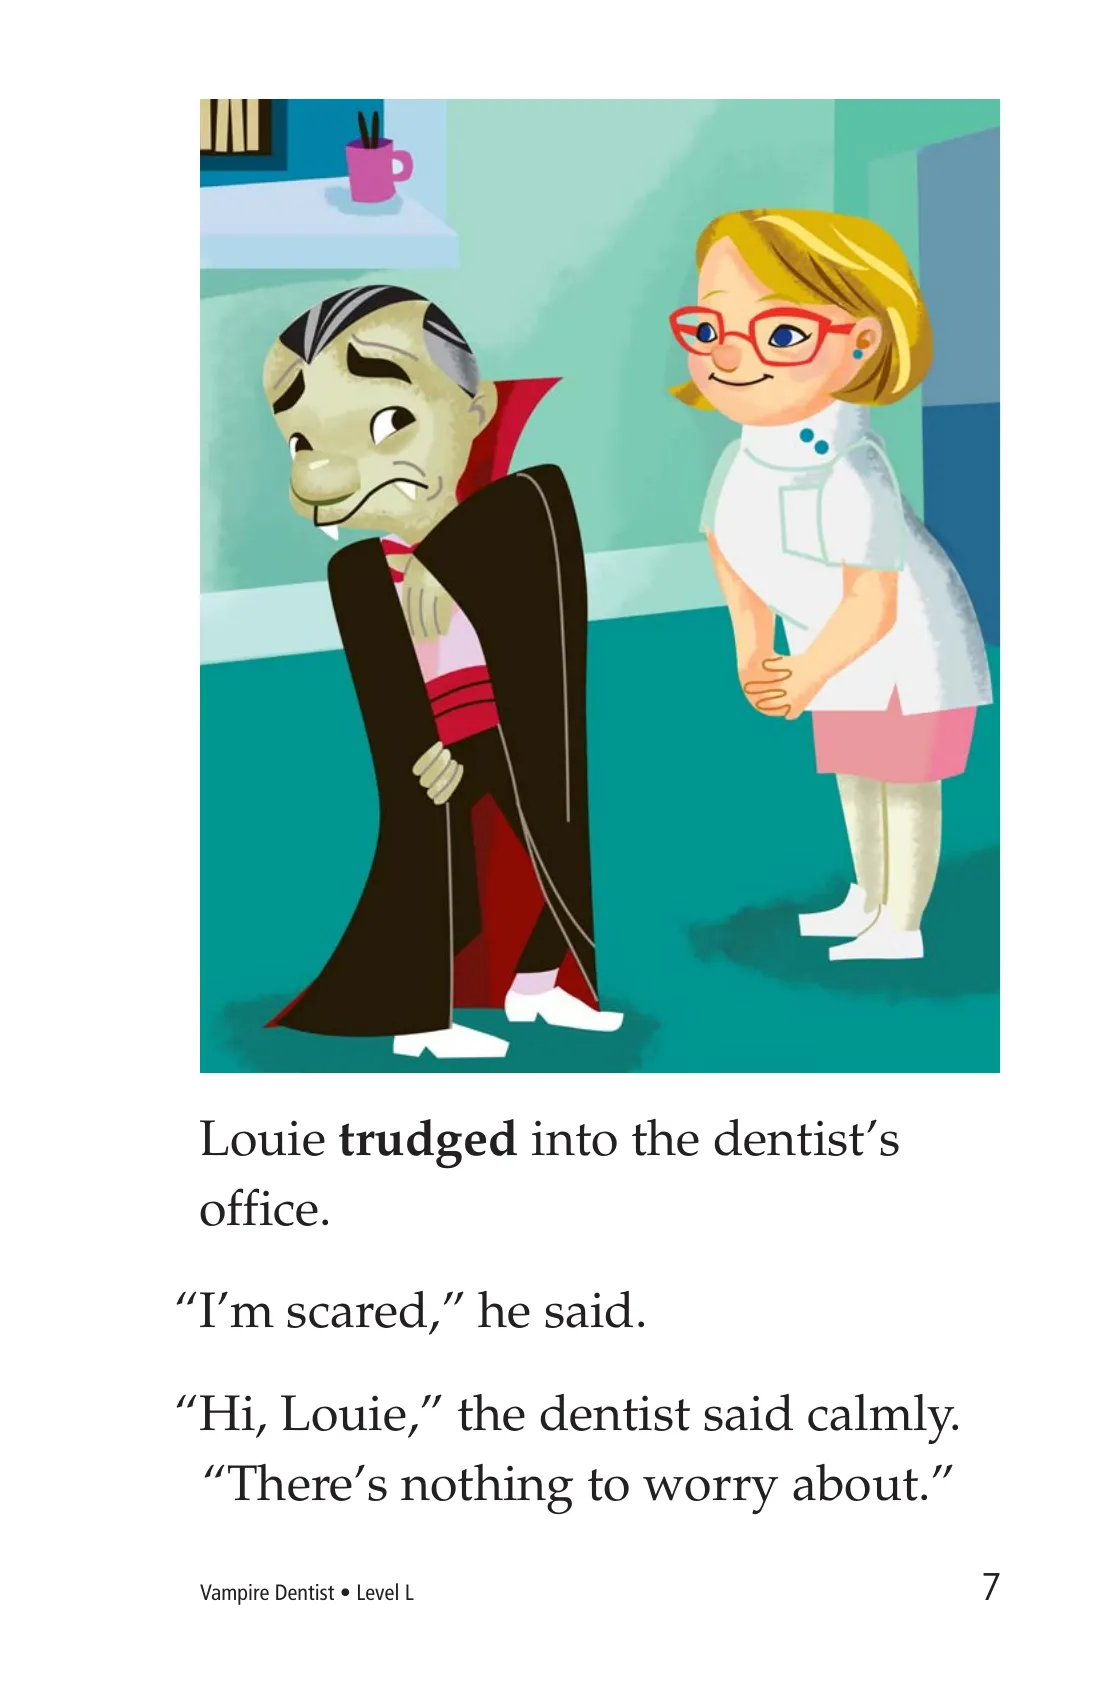 Louie trudged into the dentist’s
office.
“I’m scared,” he said.
“Hi, Louie,” the dentist said calmly.
“There’s nothing to worry about.”
Vampire Dentist • Level L
7